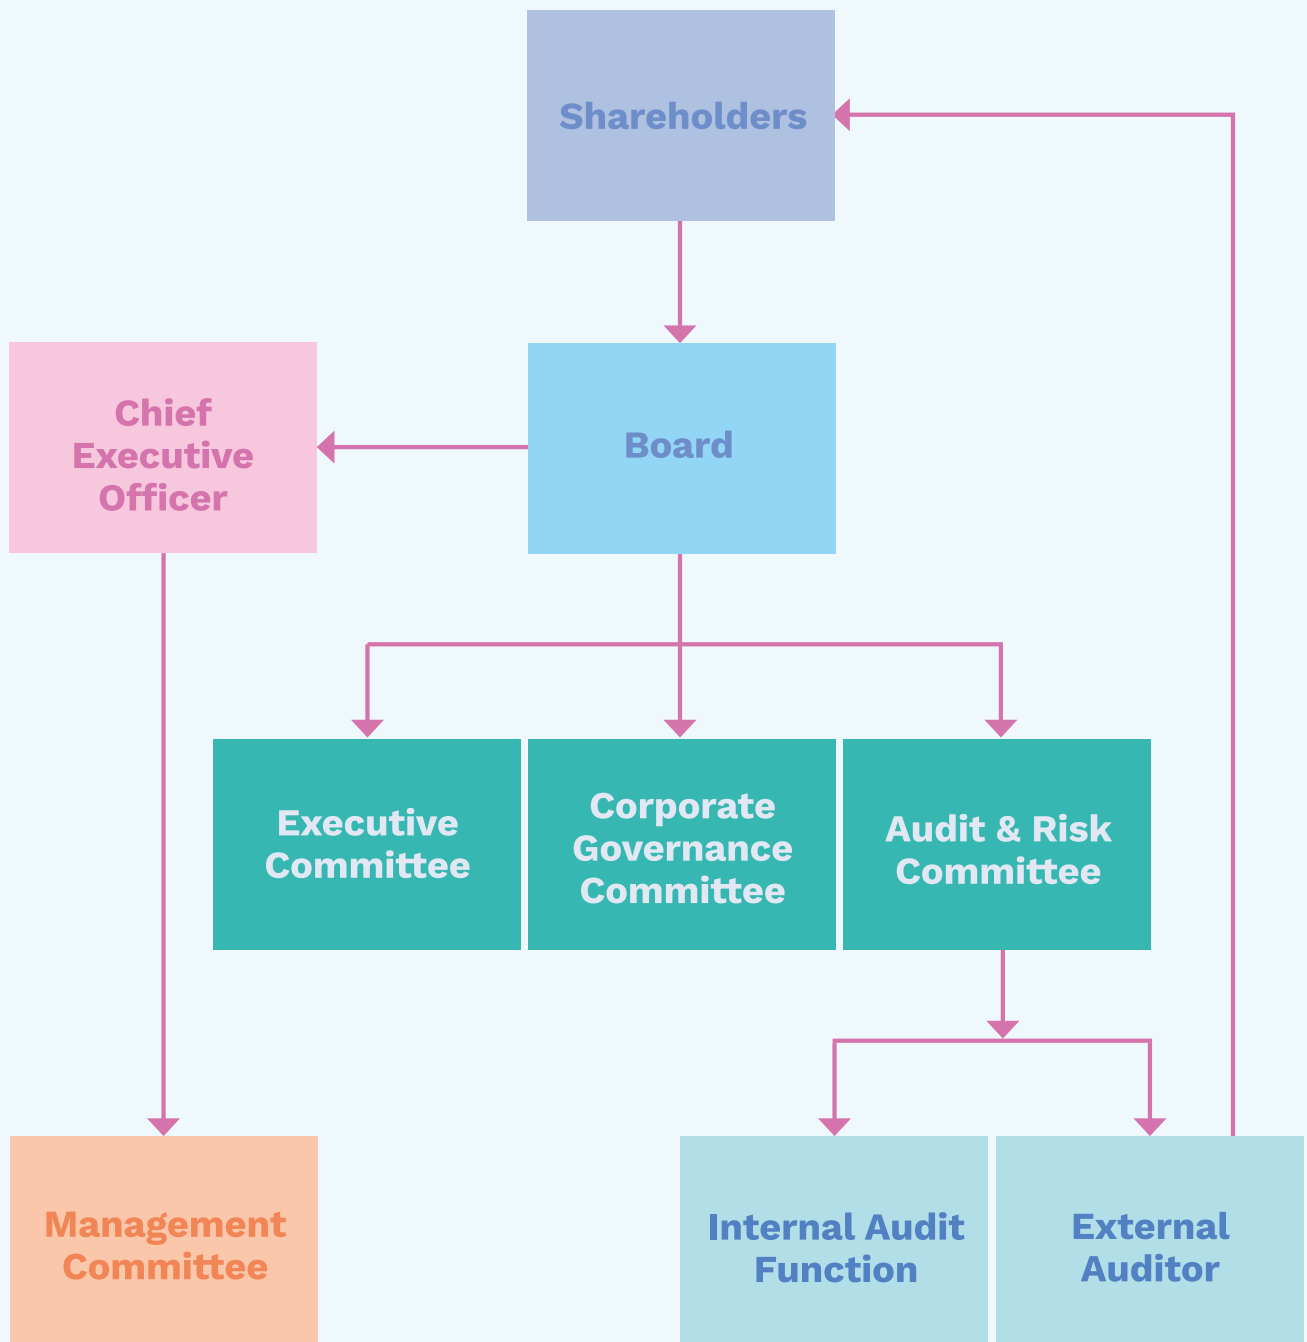 Shareholders
Chief
Executive
Officer
Board
Executive
Committee
Corporate
Governance
Committee
Audit & Risk
Committee
Management
Committee
Internal Audit
Function
External
Auditor